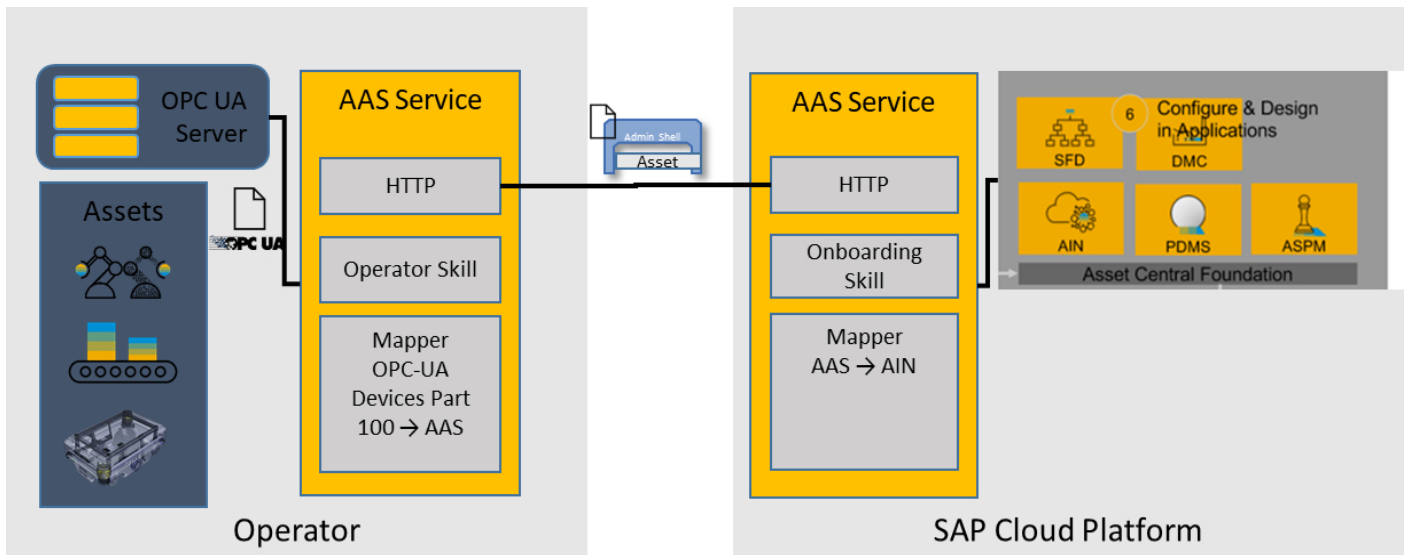 OPC UA
Server
Assets
OPC UA
AAS Service
HTTP
Operator Skill
Mapper
OPC-UA
Devices Part
100 → AAS
Operator
Admin Shell
Asset
AAS Service
HTTP
Onboarding
Skill
Mapper
AAS → AIN
6
Configure & Design
in Applications
SFD
DMC
AIN
PDMS
ASPM
Asset Central Foundation
SAP Cloud Platform